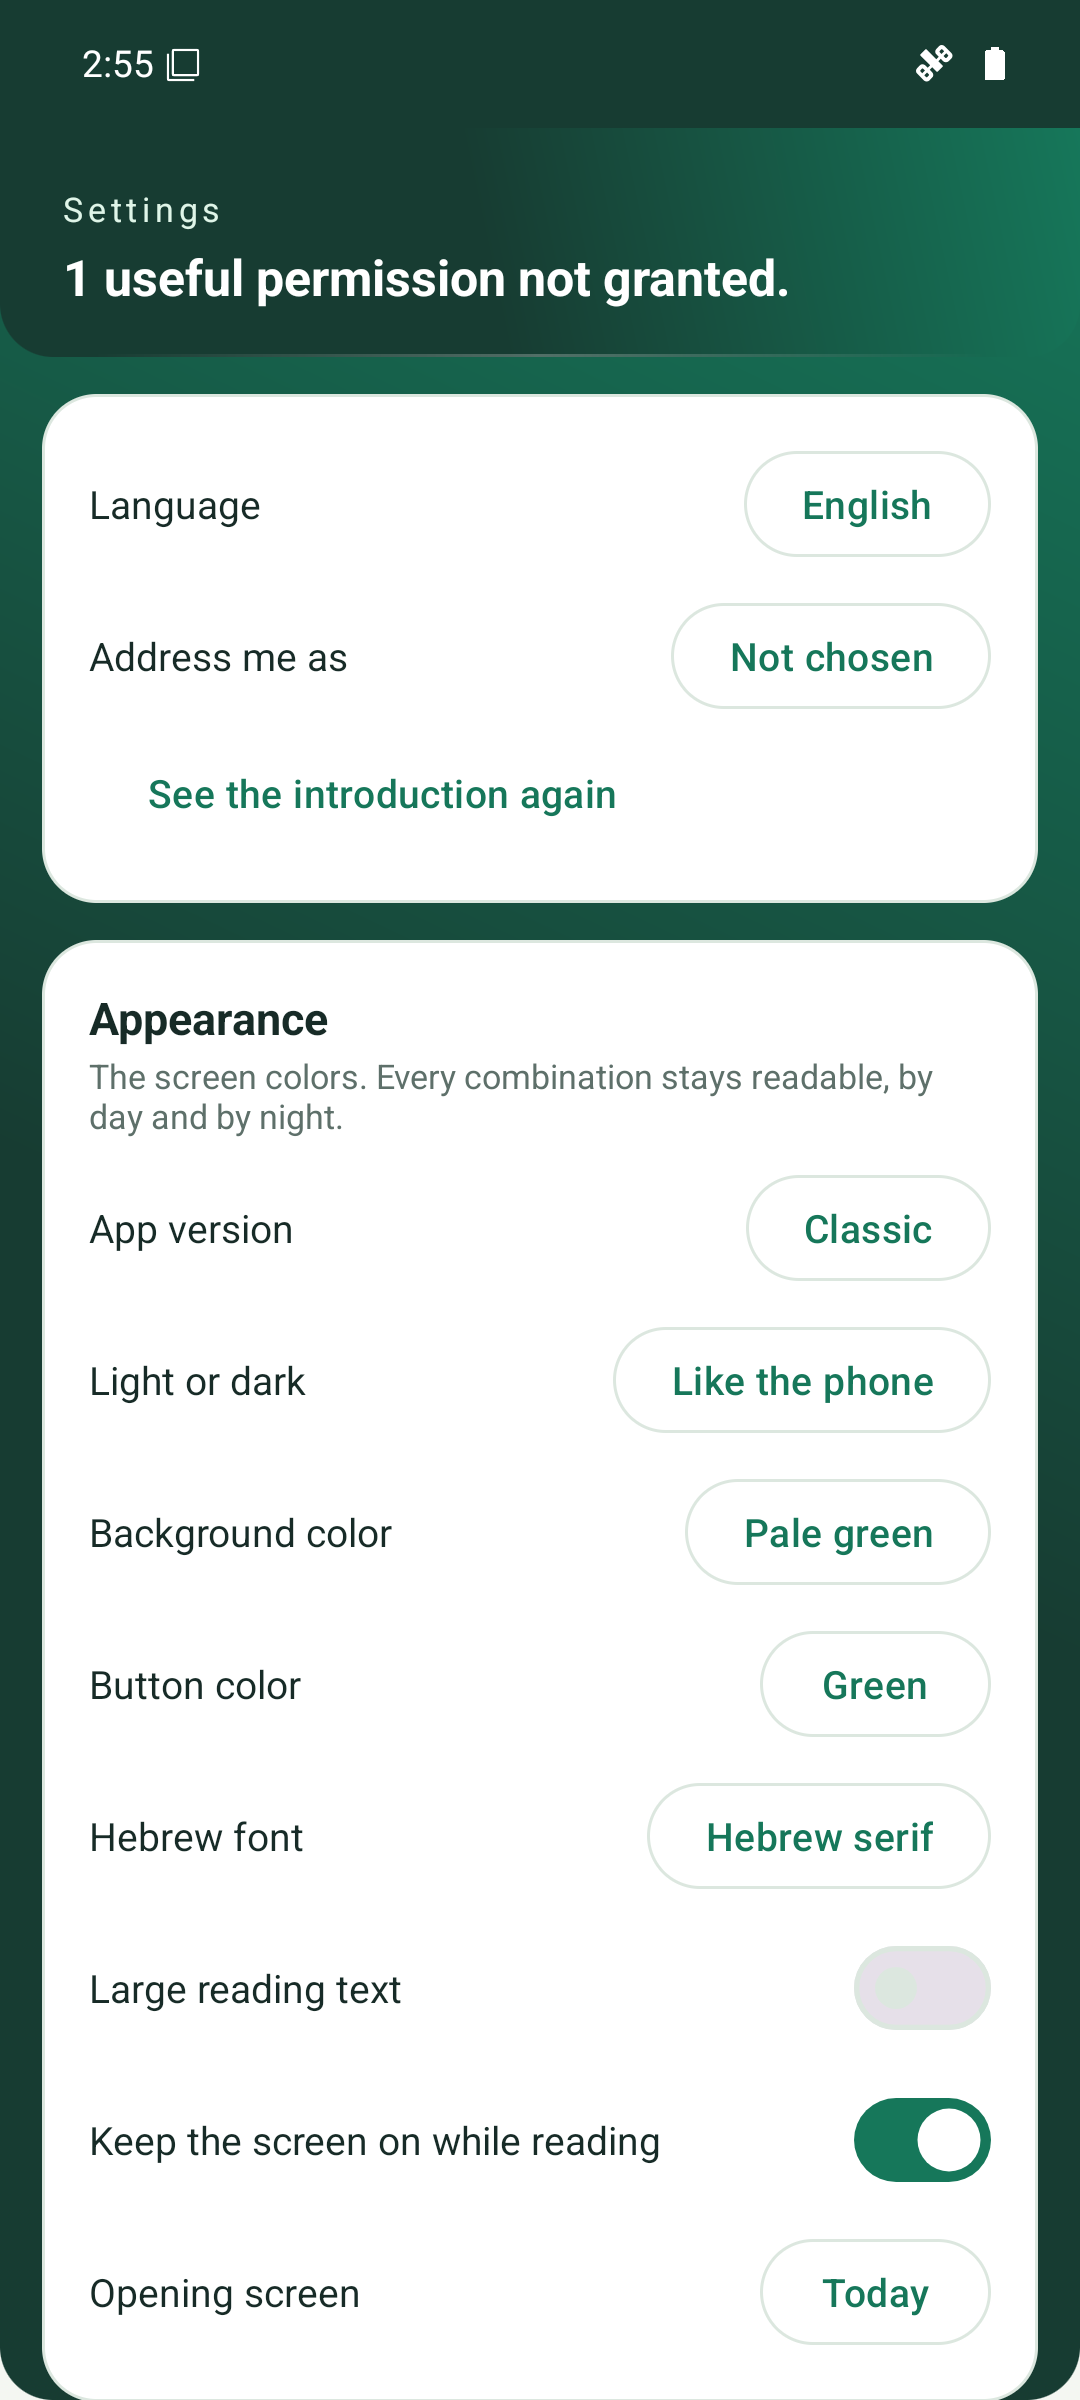 2:55
Settings
1 useful permission not granted.
Language
English
Address me as
Not chosen
See the introduction again
Appearance
The screen colors. Every combination stays readable, by
day and by night.
App version
Classic
Light or dark
Like the phone
Background color
Pale green
Button color
Green
Hebrew font
Hebrew serif
Large reading text
Keep the screen on while reading
Opening screen
Today